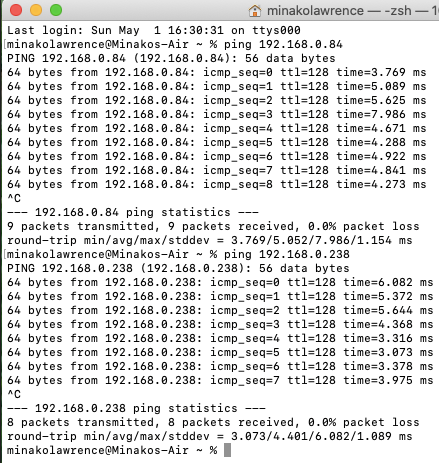 minakolawrence — -zsh — 1
Last login: Sun May  1 16:30:31 on ttys000
[minakolawrence@Minakos-Air ~ % ping 192.168.0.84
PING 192.168.0.84 (192.168.0.84): 56 data bytes
64 bytes from 192.168.0.84: icmp_seq=0 ttl=128 time=3.769 ms
64 bytes from 192.168.0.84: icmp_seq=1 ttl=128 time=5.089 ms
64 bytes from 192.168.0.84: icmp_seq=2 ttl=128 time=5.625 ms
64 bytes from 192.168.0.84: icmp_seq=3 ttl=128 time=7.986 ms
64 bytes from 192.168.0.84: icmp_seq=4 ttl=128 time=4.671 ms
64 bytes from 192.168.0.84: icmp_seq=5 ttl=128 time=4.288 ms
64 bytes from 192.168.0.84: icmp_seq=6 ttl=128 time=4.922 ms
64 bytes from 192.168.0.84: icmp_seq=7 ttl=128 time=4.841 ms
64 bytes from 192.168.0.84: icmp_seq=8 ttl=128 time=4.273 ms
^C
--- 192.168.0.84 ping statistics ---
9 packets transmitted, 9 packets received, 0.0% packet loss
round-trip min/avg/max/stddev = 3.769/5.052/7.986/1.154 ms
[minakolawrence@Minakos-Air ~ % ping 192.168.0.238
PING 192.168.0.238 (192.168.0.238): 56 data bytes
64 bytes from 192.168.0.238: icmp_seq=0 ttl=128 time=6.082 ms
64 bytes from 192.168.0.238: icmp_seq=1 ttl=128 time=5.372 ms
64 bytes from 192.168.0.238: icmp_seq=2 ttl=128 time=5.644 ms
64 bytes from 192.168.0.238: icmp_seq=3 ttl=128 time=4.368 ms
64 bytes from 192.168.0.238: icmp_seq=4 ttl=128 time=3.316 ms
64 bytes from 192.168.0.238: icmp_seq=5 ttl=128 time=3.073 ms
64 bytes from 192.168.0.238: icmp_seq=6 ttl=128 time=3.378 ms
64 bytes from 192.168.0.238: icmp_seq=7 ttl=128 time=3.975 ms
^C
--- 192.168.0.238 ping statistics ---
8 packets transmitted, 8 packets received, 0.0% packet loss
round-trip min/avg/max/stddev = 3.073/4.401/6.082/1.089 ms
minakolawrence@Minakos-Air ~ %